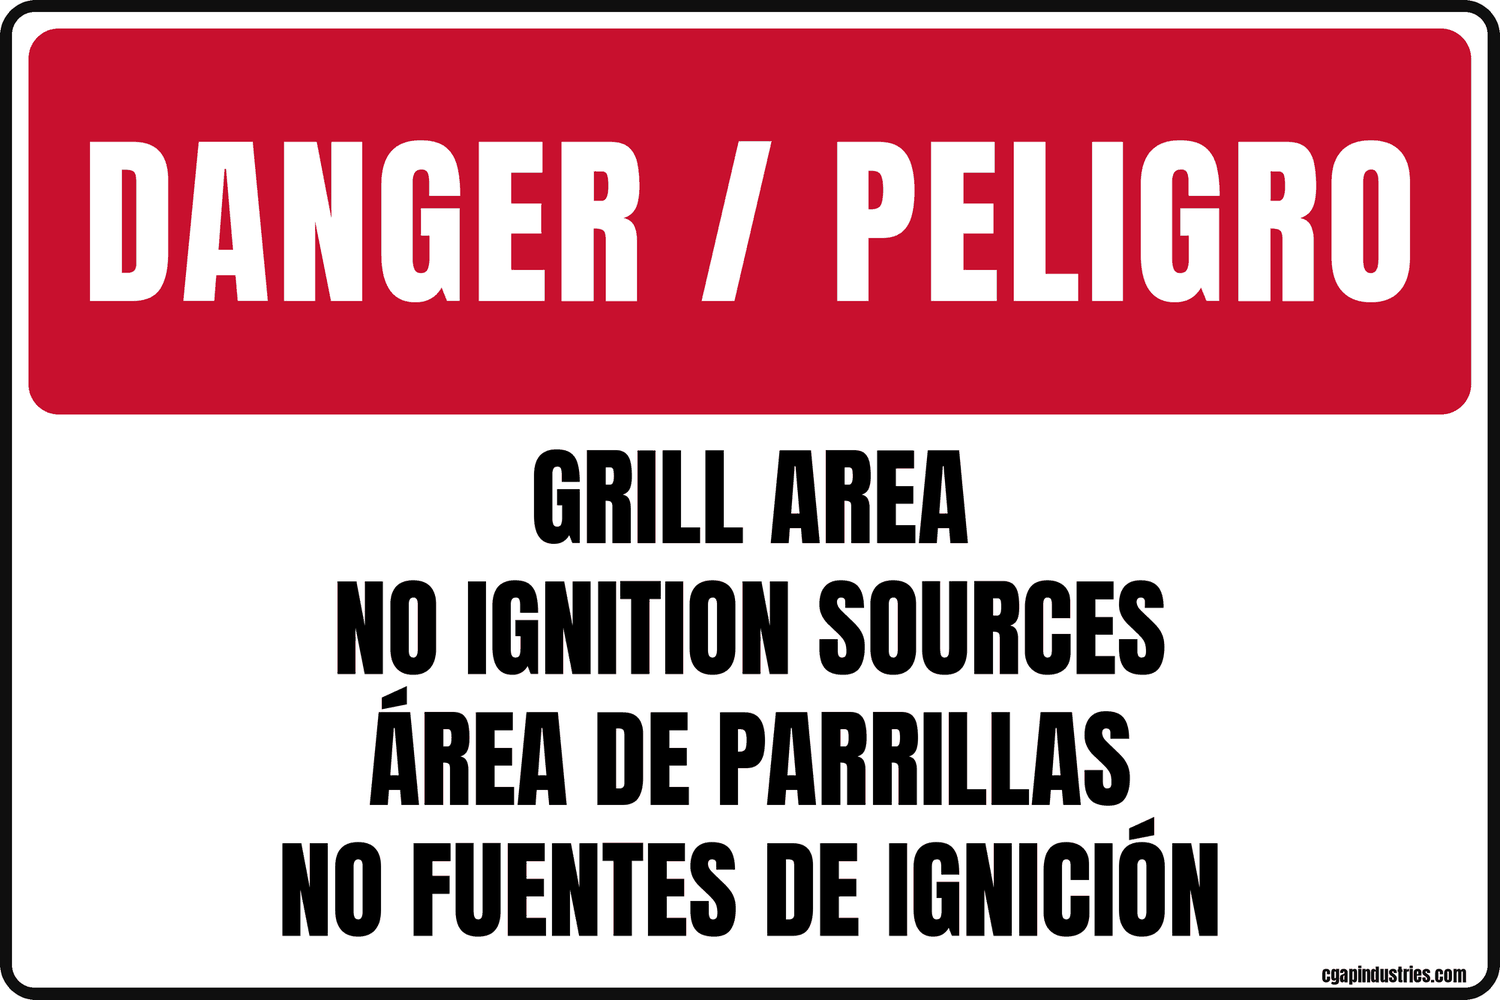 DANGER / PELIGRO
GRILL AREA
NO IGNITION SOURCES
ÁREA DE PARRILLAS
NO FUENTES DE IGNICIÓN
cgapindustries.com